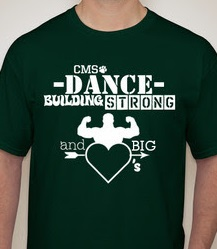 CMS
-DANCE-
BUILDING STRONG
and BIG
's